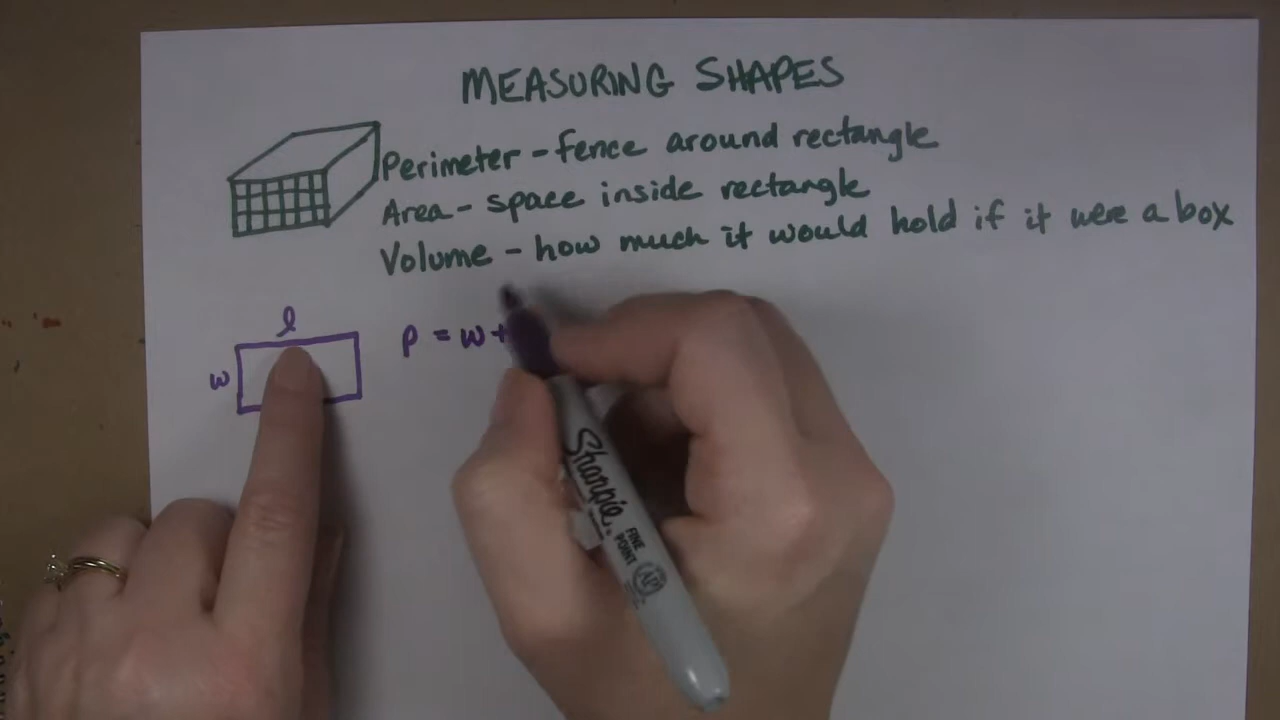 MEASURING SHAPES
Perimeter - fence around rectangle
Area - space inside rectangle
Volume - how much it would hold if it were a box
l
w
P = w +
Sharpie.
FINE
POINT
AP